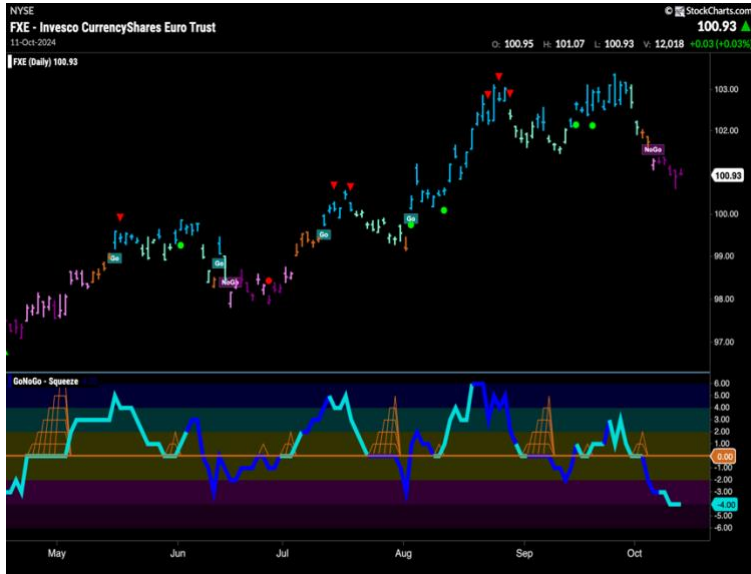 NYSE
© StockCharts.com
FXE - Invesco CurrencyShares Euro Trust
100.93
11-Oct-2024
O: 100.95 H: 101.07 L: 100.93 V: 12,018 +0.03 (+0.03%)
FXE (Daily) 100.93
103.00
102.00
NoGo
100.93
100.00
Go
Go
99.00
Go
Go
NoGo
98.00
97.00
GoNoGo - Squeeze
6.00
5.00
4.00
3.00
2.00
1.00
0.00
-1.00
-2.00
-3.00
-4.00
-5.00
-6.00
May Jun Jul Aug Sep Oct